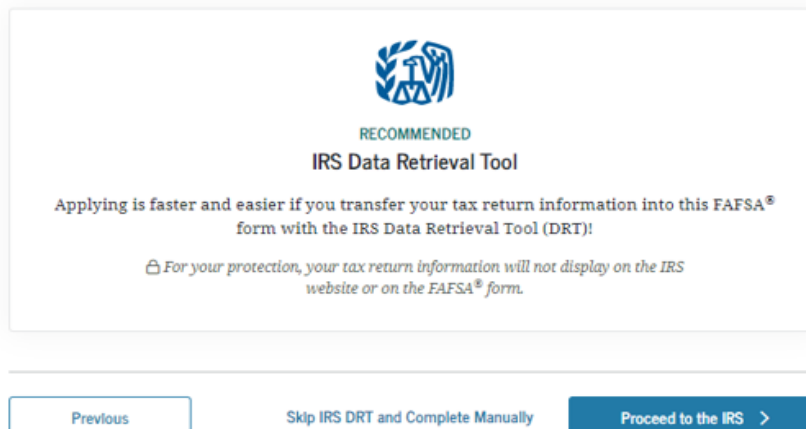 RECOMMENDED
IRS Data Retrieval Tool
Applying is faster and easier if you transfer your tax return information into this FAFSA®
form with the IRS Data Retrieval Tool (DRT)!
For your protection, your tax return information will not display on the IRS
website or on the FAFSA® form.
Previous
Skip IRS DRT and Complete Manually
Proceed to the IRS >